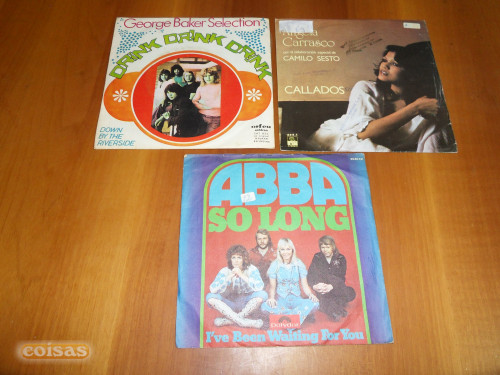 George Baker Selection
DRINK DRINK DRINK
DOWN
BY THE
RIVERSIDE
Carrasco
CAMILO SESTO
CALLADOS
ABBA
SO LONG
I've Been Waiting For You
coisas